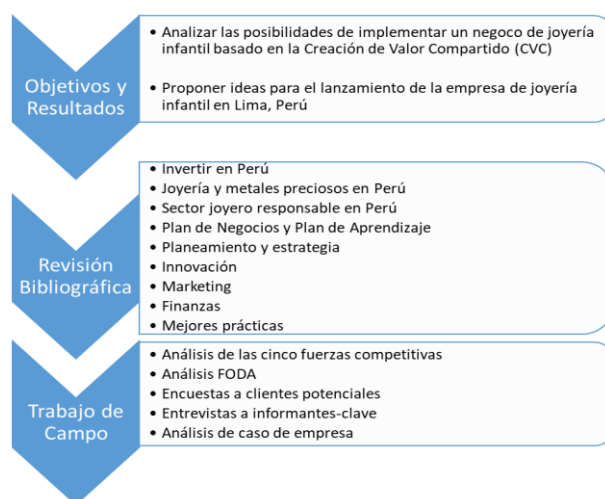 Objetivos y
Resultados
• Analizar las posibilidades de implementar un negoco de joyería
infantil basado en la Creación de Valor Compartido (CVC)
• Proponer ideas para el lanzamiento de la empresa de joyería
infantil en Lima, Perú
Revisión
Bibliográfica
• Invertir en Perú
• Joyería y metales preciosos en Perú
• Sector joyero responsable en Perú
• Plan de Negocios y Plan de Aprendizaje
• Planeamiento y estrategia
• Innovación
• Marketing
• Finanzas
• Mejores prácticas
Trabajo de
Campo
• Análisis de las cinco fuerzas competitivas
• Análisis FODA
• Encuestas a clientes potenciales
• Entrevistas a informantes-clave
• Análisis de caso de empresa